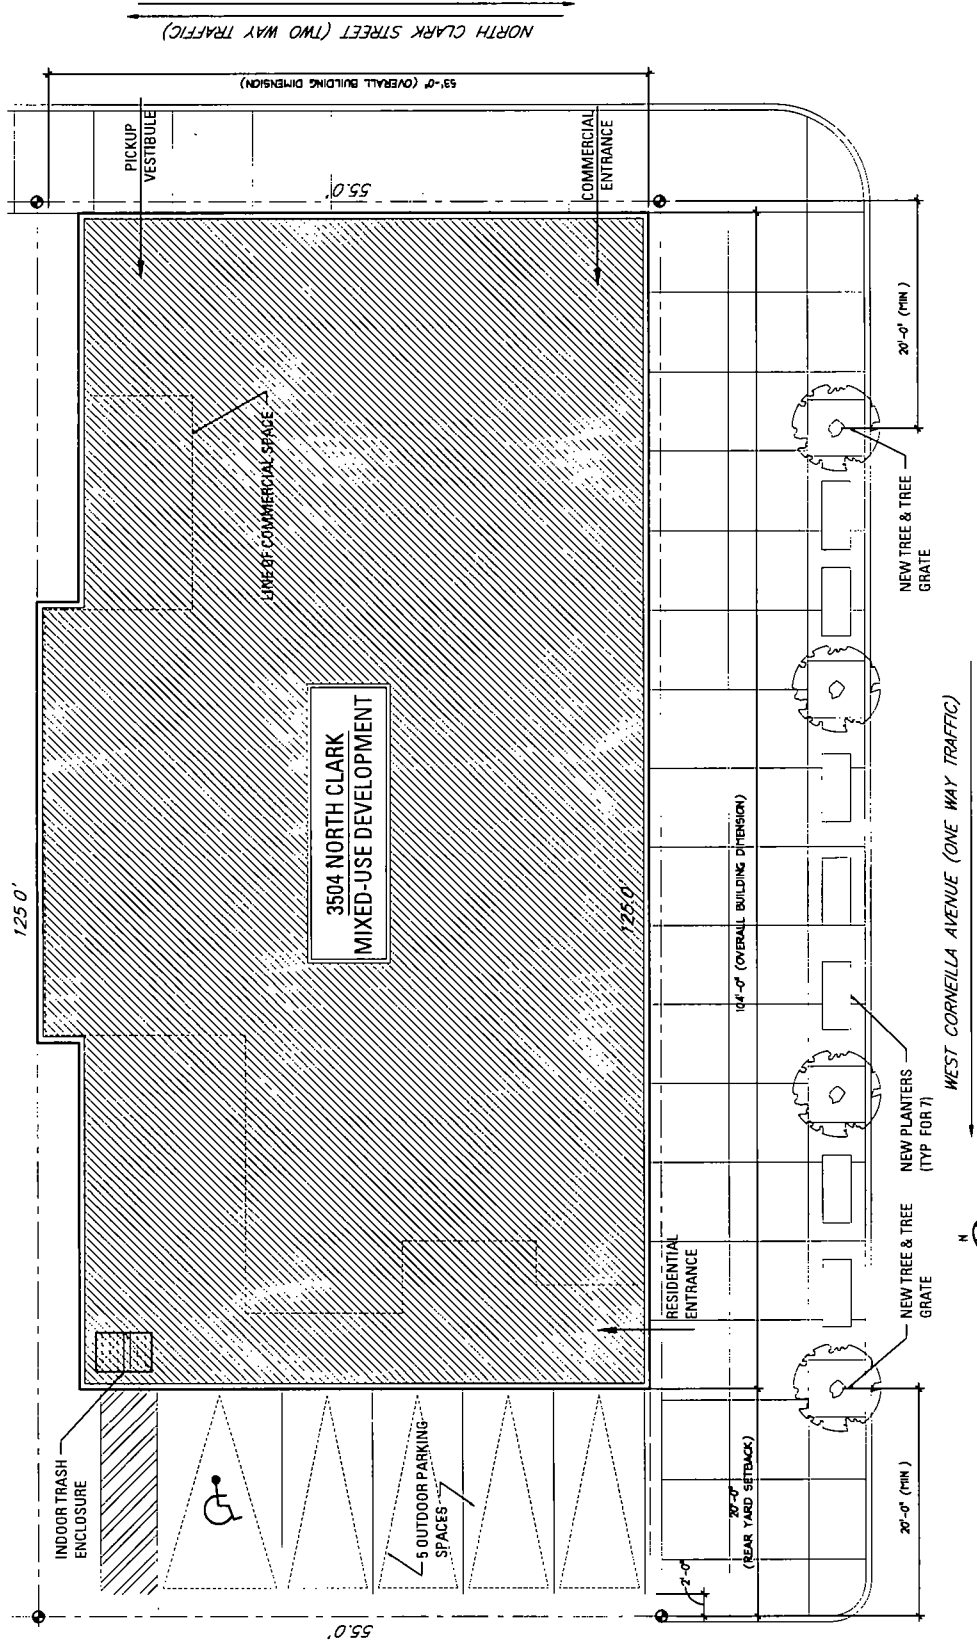 NORTH CLARK STREET (TWO WAY TRAFFIC)
53'-0" (OVERALL BUILDING DIMENSION)
PICKUP
VESTIBULE
55.0'
COMMERCIAL
ENTRANCE
LINE OF COMMERCIAL SPACE
20'-0" (MIN)
NEW TREE & TREE
GRATE
125 0'
3504 NORTH CLARK
MIXED-USE DEVELOPMENT
125.0'
104'-0" (OVERALL BUILDING DIMENSION)
WEST CORNEILLA AVENUE (ONE WAY TRAFFIC)
NEW PLANTERS
(TYP FOR 7)
RESIDENTIAL
ENTRANCE
NEW TREE & TREE
GRATE
N
INDOOR TRASH
ENCLOSURE
5 OUTDOOR PARKING
SPACES
20'-0"
(REAR YARD SETBACK)
2'-0"
20'-0" (MIN)
55.0'